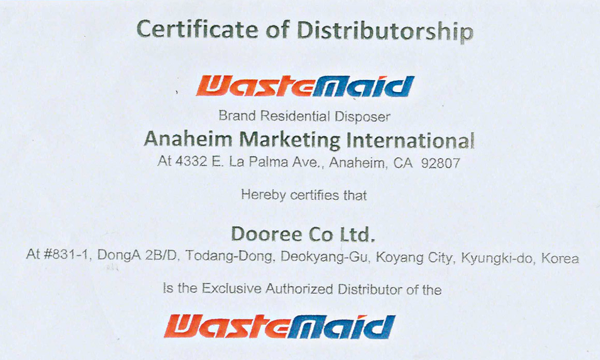 Certificate of Distributorship
WasteMaid
Brand Residential Disposer
Anaheim Marketing International
At 4332 E. La Palma Ave., Anaheim, CA 92807
Hereby certifies that
Dooree Co Ltd.
At #831-1, DongA 2B/D, Todang-Dong, Deokyang-Gu, Koyang City, Kyungki-do, Korea
Is the Exclusive Authorized Distributor of the
WasteMaid